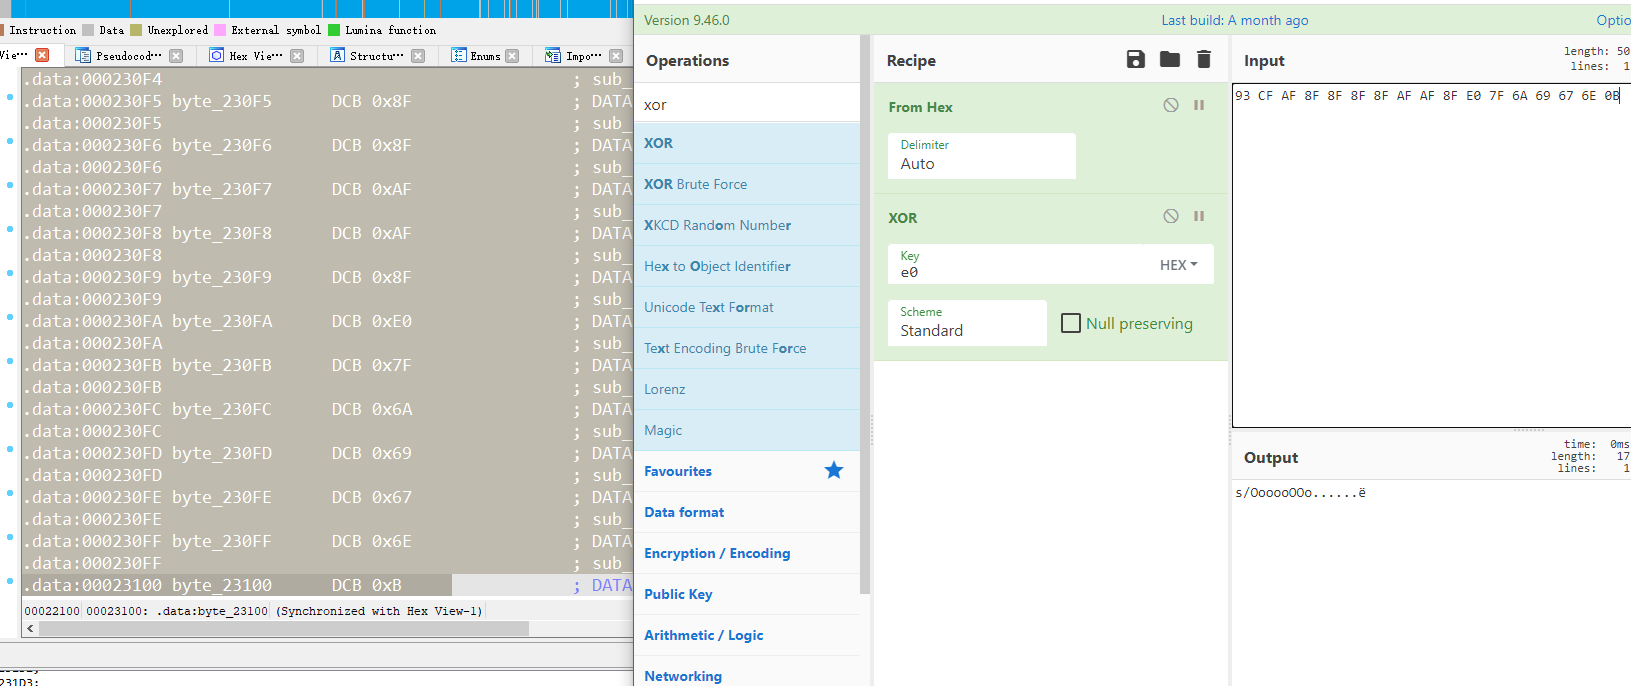 Instruction Data Unexplored External symbol Lumina function
Vie··· Pseudocod··· Hex Vie··· Structu··· Enums Impo···
.data:000230F4 ; sub_
.data:000230F5 byte_230F5 DCB 0x8F ; DATA
.data:000230F5 ; sub_
.data:000230F6 byte_230F6 DCB 0x8F ; DATA
.data:000230F6 ; sub_
.data:000230F7 byte_230F7 DCB 0xAF ; DATA
.data:000230F7 ; sub_
.data:000230F8 byte_230F8 DCB 0xAF ; DATA
.data:000230F8 ; sub_
.data:000230F9 byte_230F9 DCB 0x8F ; DATA
.data:000230F9 ; sub_
.data:000230FA byte_230FA DCB 0xE0 ; DATA
.data:000230FA ; sub_
.data:000230FB byte_230FB DCB 0x7F ; DATA
.data:000230FB ; sub_
.data:000230FC byte_230FC DCB 0x6A ; DATA
.data:000230FC ; sub_
.data:000230FD byte_230FD DCB 0x69 ; DATA
.data:000230FD ; sub_
.data:000230FE byte_230FE DCB 0x67 ; DATA
.data:000230FE ; sub_
.data:000230FF byte_230FF DCB 0x6E ; DATA
.data:000230FF ; sub_
.data:00023100 byte_23100 DCB 0xB ; DATA
00022100 00023100: .data:byte_23100 (Synchronized with Hex View-1)
231D3:
Version 9.46.0
Last build: A month ago
Optio
Operations
xor
XOR
XOR Brute Force
XKCD Random Number
Hex to Object Identifier
Unicode Text Format
Text Encoding Brute Force
Lorenz
Magic
Favourites
Data format
Encryption / Encoding
Public Key
Arithmetic / Logic
Networking
Recipe
From Hex
Delimiter
Auto
XOR
Key
e0
HEX
Scheme
Standard
Null preserving
Input
length: 50
lines: 1
93 CF AF 8F 8F 8F 8F AF AF 8F E0 7F 6A 69 67 6E 0B
Output
time: 0ms
length: 17
lines: 1
s/OooooOOo......ë